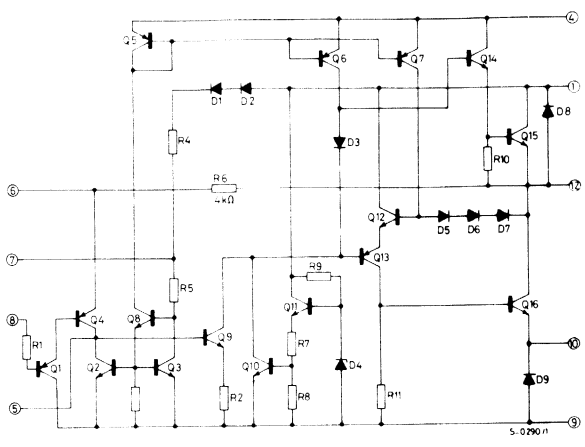 ④
Q5
Q6
Q7
Q14
①
D1
D2
D8
Q15
R4
D3
R10
R6
4kΩ
⑥
⑫
Q12
D5
D6
D7
⑦
Q13
R9
R5
⑧
Q4
Q8
Q11
Q16
R1
Q9
R7
⑩
Q1
Q2
Q3
Q10
D4
D9
R2
R8
R11
⑤
⑨
S-0290/1